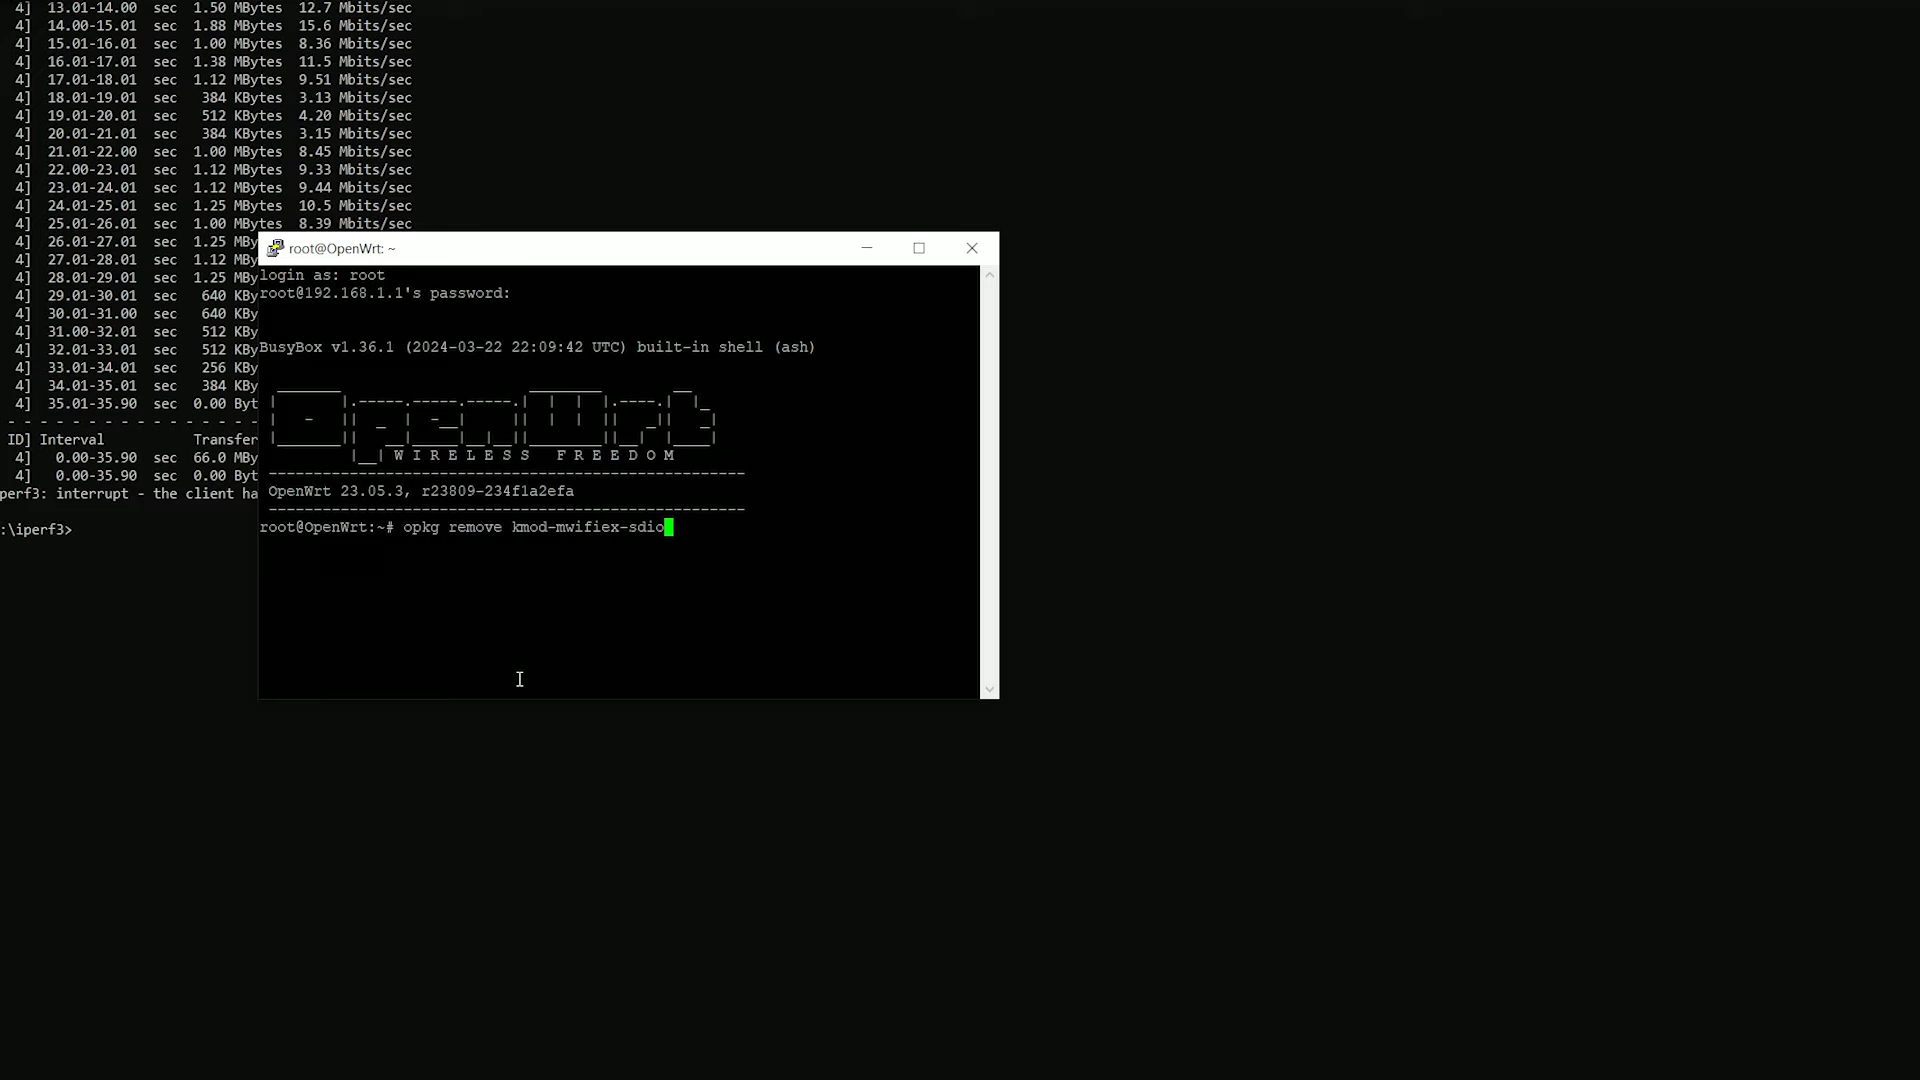 4]  13.01-14.00  sec  1.50 MBytes  12.7 Mbits/sec
4]  14.00-15.01  sec  1.88 MBytes  15.6 Mbits/sec
4]  15.01-16.01  sec  1.00 MBytes  8.36 Mbits/sec
4]  16.01-17.01  sec  1.38 MBytes  11.5 Mbits/sec
4]  17.01-18.01  sec  1.12 MBytes  9.51 Mbits/sec
4]  18.01-19.01  sec   384 KBytes  3.13 Mbits/sec
4]  19.01-20.01  sec   512 KBytes  4.20 Mbits/sec
4]  20.01-21.01  sec   384 KBytes  3.15 Mbits/sec
4]  21.01-22.00  sec  1.00 MBytes  8.45 Mbits/sec
4]  22.00-23.01  sec  1.12 MBytes  9.33 Mbits/sec
4]  23.01-24.01  sec  1.12 MBytes  9.44 Mbits/sec
4]  24.01-25.01  sec  1.25 MBytes  10.5 Mbits/sec
4]  25.01-26.01  sec  1.00 MBytes  8.39 Mbits/sec
4]  26.01-27.01  sec  1.25 MBy
4]  27.01-28.01  sec  1.12 MBy
4]  28.01-29.01  sec  1.25 MBy
4]  29.01-30.01  sec   640 KBy
4]  30.01-31.00  sec   640 KBy
4]  31.00-32.01  sec   512 KBy
4]  32.01-33.01  sec   512 KBy
4]  33.01-34.01  sec   256 KBy
4]  34.01-35.01  sec   384 KBy
4]  35.01-35.90  sec  0.00 Byt
- - - - - - - - - - - - - - - - -
ID] Interval           Transfer
4]   0.00-35.90  sec  66.0 MBy
4]   0.00-35.90  sec  0.00 Byt
perf3: interrupt - the client ha
:\iperf3>
root@OpenWrt: ~
login as: root
root@192.168.1.1's password:
BusyBox v1.36.1 (2024-03-22 22:09:42 UTC) built-in shell (ash)
OpenWrt
W I R E L E S S   F R E E D O M
-----------------------------------------------------
OpenWrt 23.05.3, r23809-234f1a2efa
-----------------------------------------------------
root@OpenWrt:~# opkg remove kmod-mwifiex-sdio